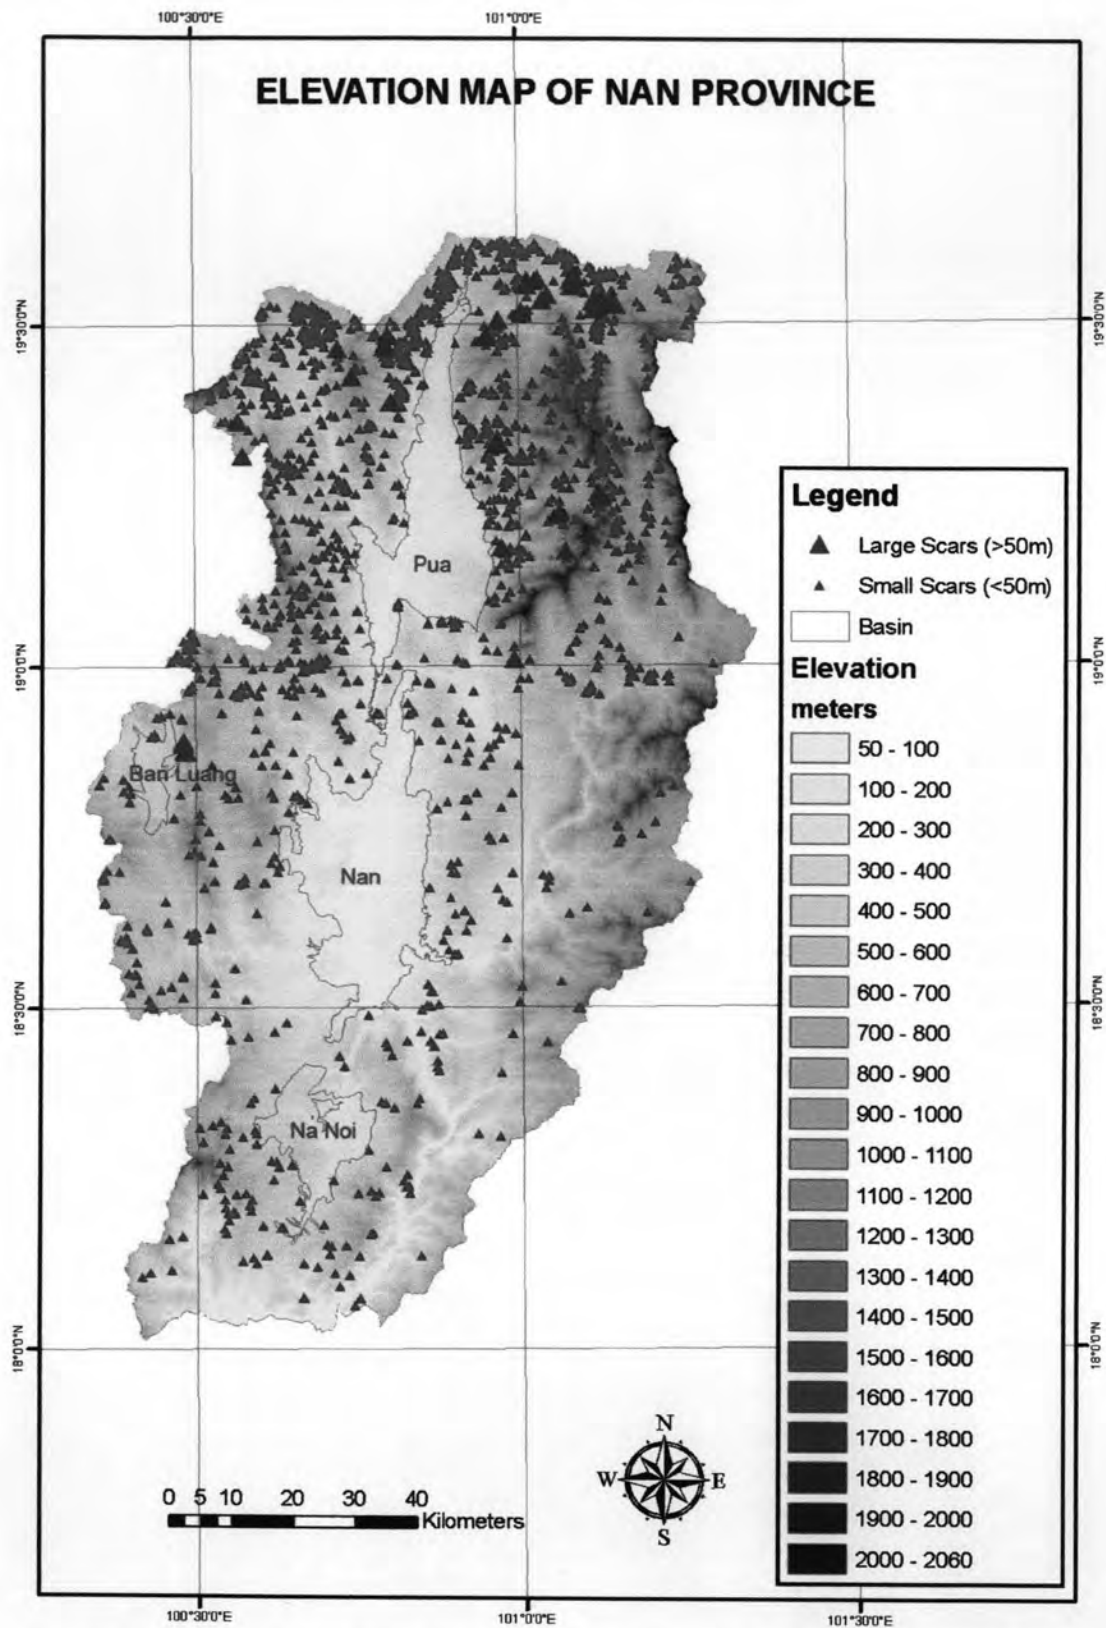 100°30'0"E
101°0'0"E
ELEVATION MAP OF NAN PROVINCE
19°30'0"N
19°30'0"N
Legend
Large Scars (>50m)
Small Scars (<50m)
Basin
Elevation
meters
50 - 100
100 - 200
200 - 300
300 - 400
400 - 500
500 - 600
600 - 700
700 - 800
800 - 900
900 - 1000
1000 - 1100
1100 - 1200
1200 - 1300
1300 - 1400
1400 - 1500
1500 - 1600
1600 - 1700
1700 - 1800
1800 - 1900
1900 - 2000
2000 - 2060
Pua
19°0'0"N
19°0'0"N
Ban Luang
Nan
18°30'0"N
18°30'0"N
Na Noi
18°0'0"N
18°0'0"N
N
W
E
S
0 5 10 20 30 40
Kilometers
100°30'0"E
101°0'0"E
101°30'0"E